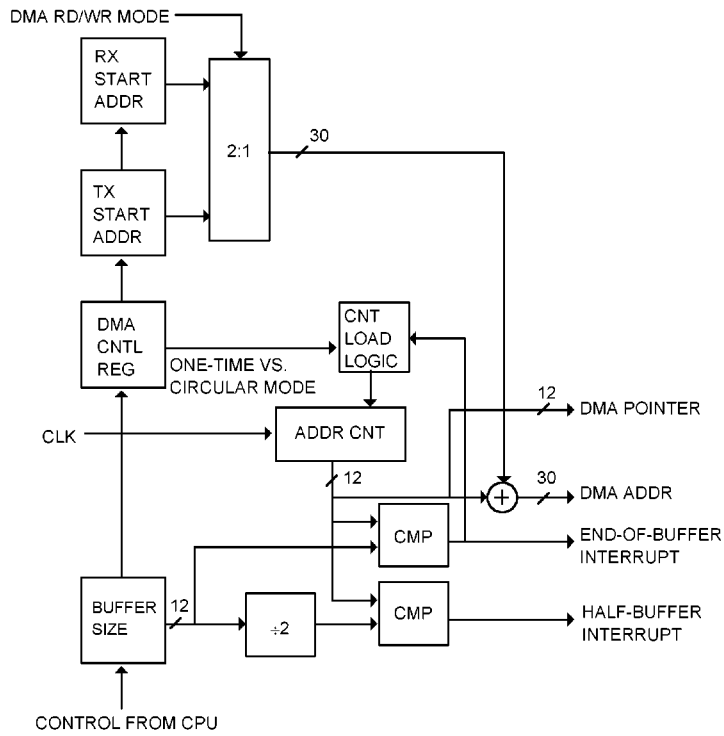 DMA RD/WR MODE
RX
START
ADDR
2:1
30
TX
START
ADDR
DMA
CNTL
REG
ONE-TIME VS.
CIRCULAR MODE
CNT
LOAD
LOGIC
12
DMA POINTER
CLK
ADDR CNT
12
+
30
DMA ADDR
CMP
END-OF-BUFFER
INTERRUPT
BUFFER
SIZE
12
÷2
CMP
HALF-BUFFER
INTERRUPT
CONTROL FROM CPU